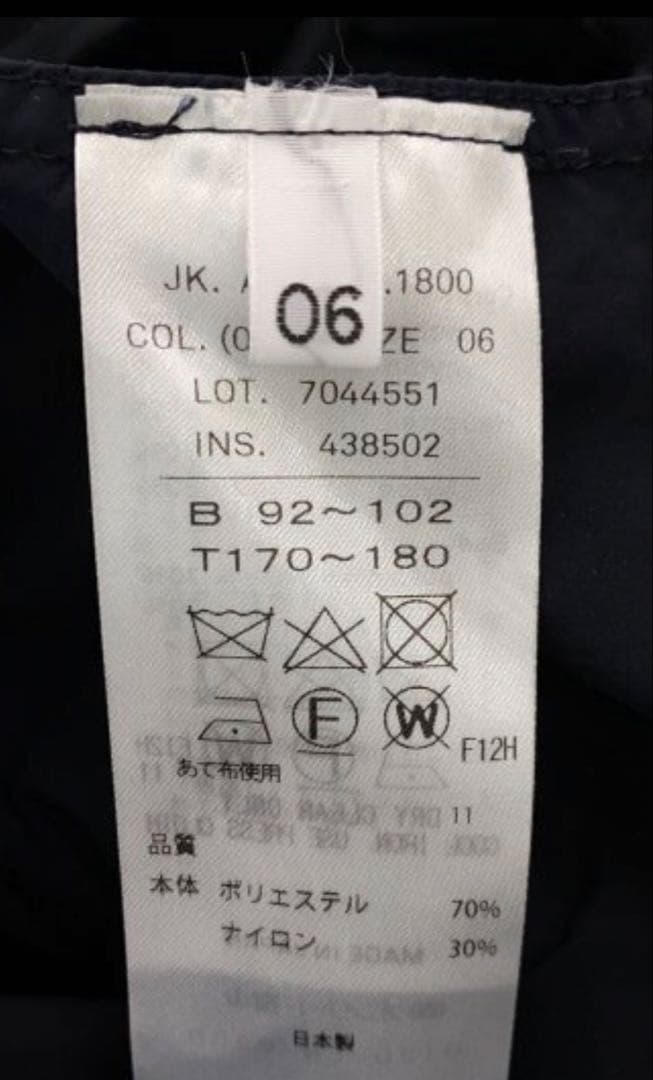 JK. .1800
06
COL. (0 ZE 06
LOT. 7044551
INS. 438502
B 92～102
T170～180
F W
F12H
あて布使用
11
品質
本体 ポリエステル 70%
ナイロン 30%
日本製